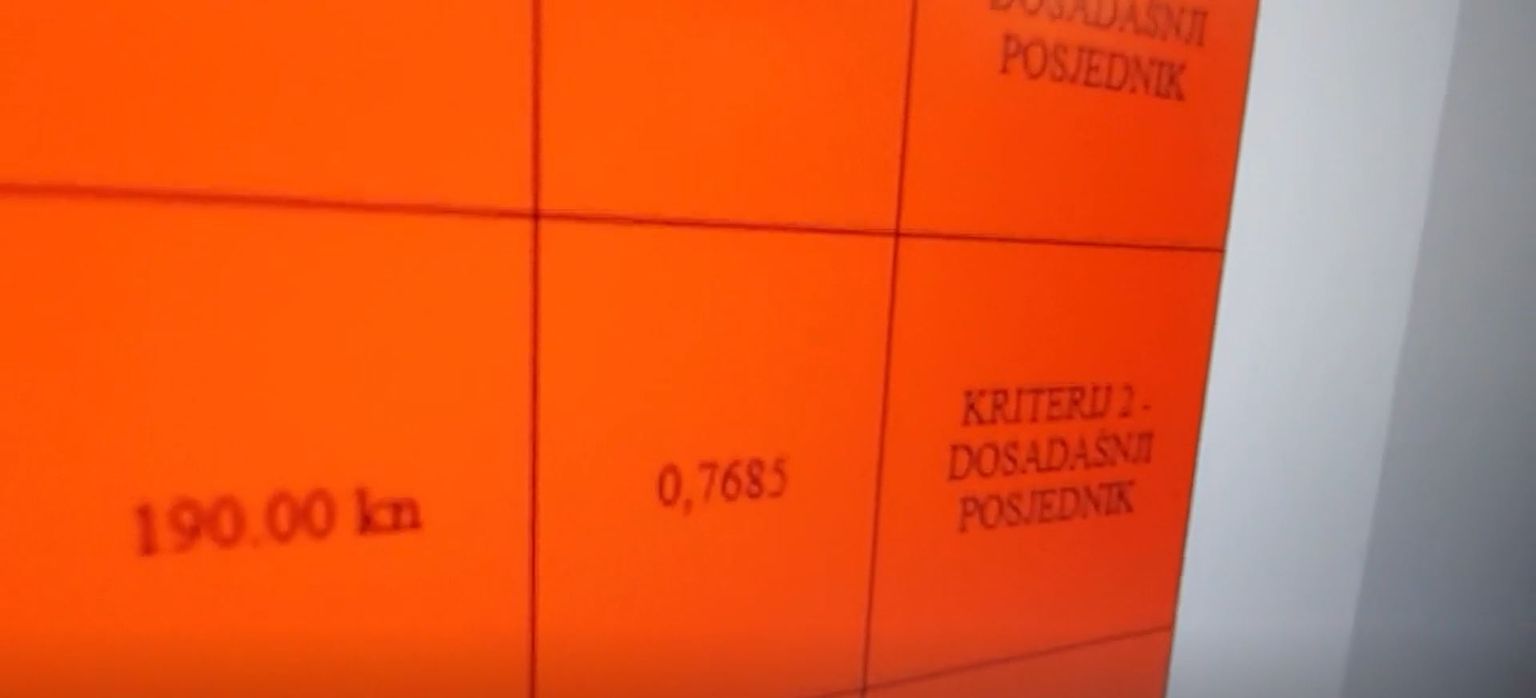 DOSADAŠNJI
POSJEDNIK
190.00 kn
0,7685
KRITERIJ 2 -
DOSADAŠNJI
POSJEDNIK